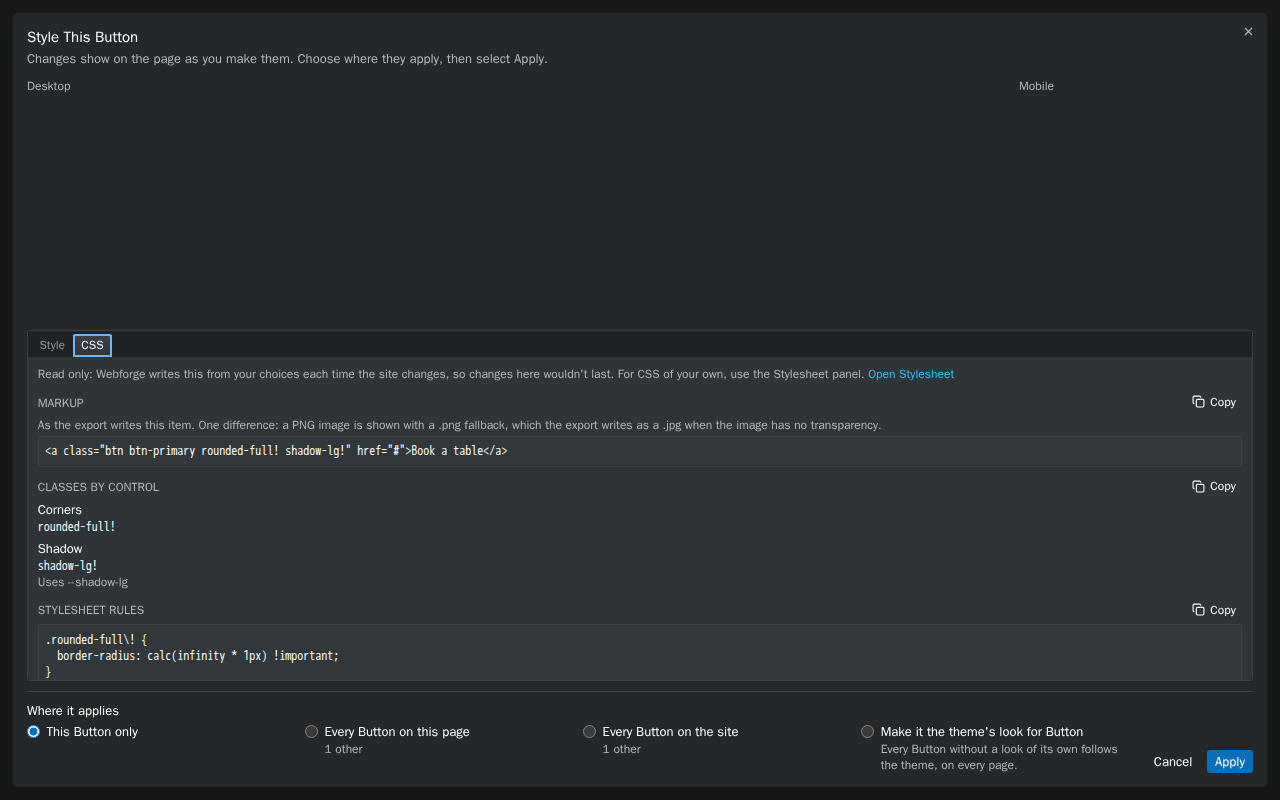 Style This Button
Changes show on the page as you make them. Choose where they apply, then select Apply.
Desktop
Mobile
Style
CSS
Read only: Webforge writes this from your choices each time the site changes, so changes here wouldn't last. For CSS of your own, use the Stylesheet panel. Open Stylesheet
MARKUP
Copy
As the export writes this item. One difference: a PNG image is shown with a .png fallback, which the export writes as a .jpg when the image has no transparency.
<a class="btn btn-primary rounded-full! shadow-lg!" href="#">Book a table</a>
CLASSES BY CONTROL
Copy
Corners
rounded-full!
Shadow
shadow-lg!
Uses --shadow-lg
STYLESHEET RULES
Copy
.rounded-full\! {
  border-radius: calc(infinity * 1px) !important;
}
Where it applies
This Button only
Every Button on this page
1 other
Every Button on the site
1 other
Make it the theme's look for Button
Every Button without a look of its own follows
the theme, on every page.
Cancel
Apply